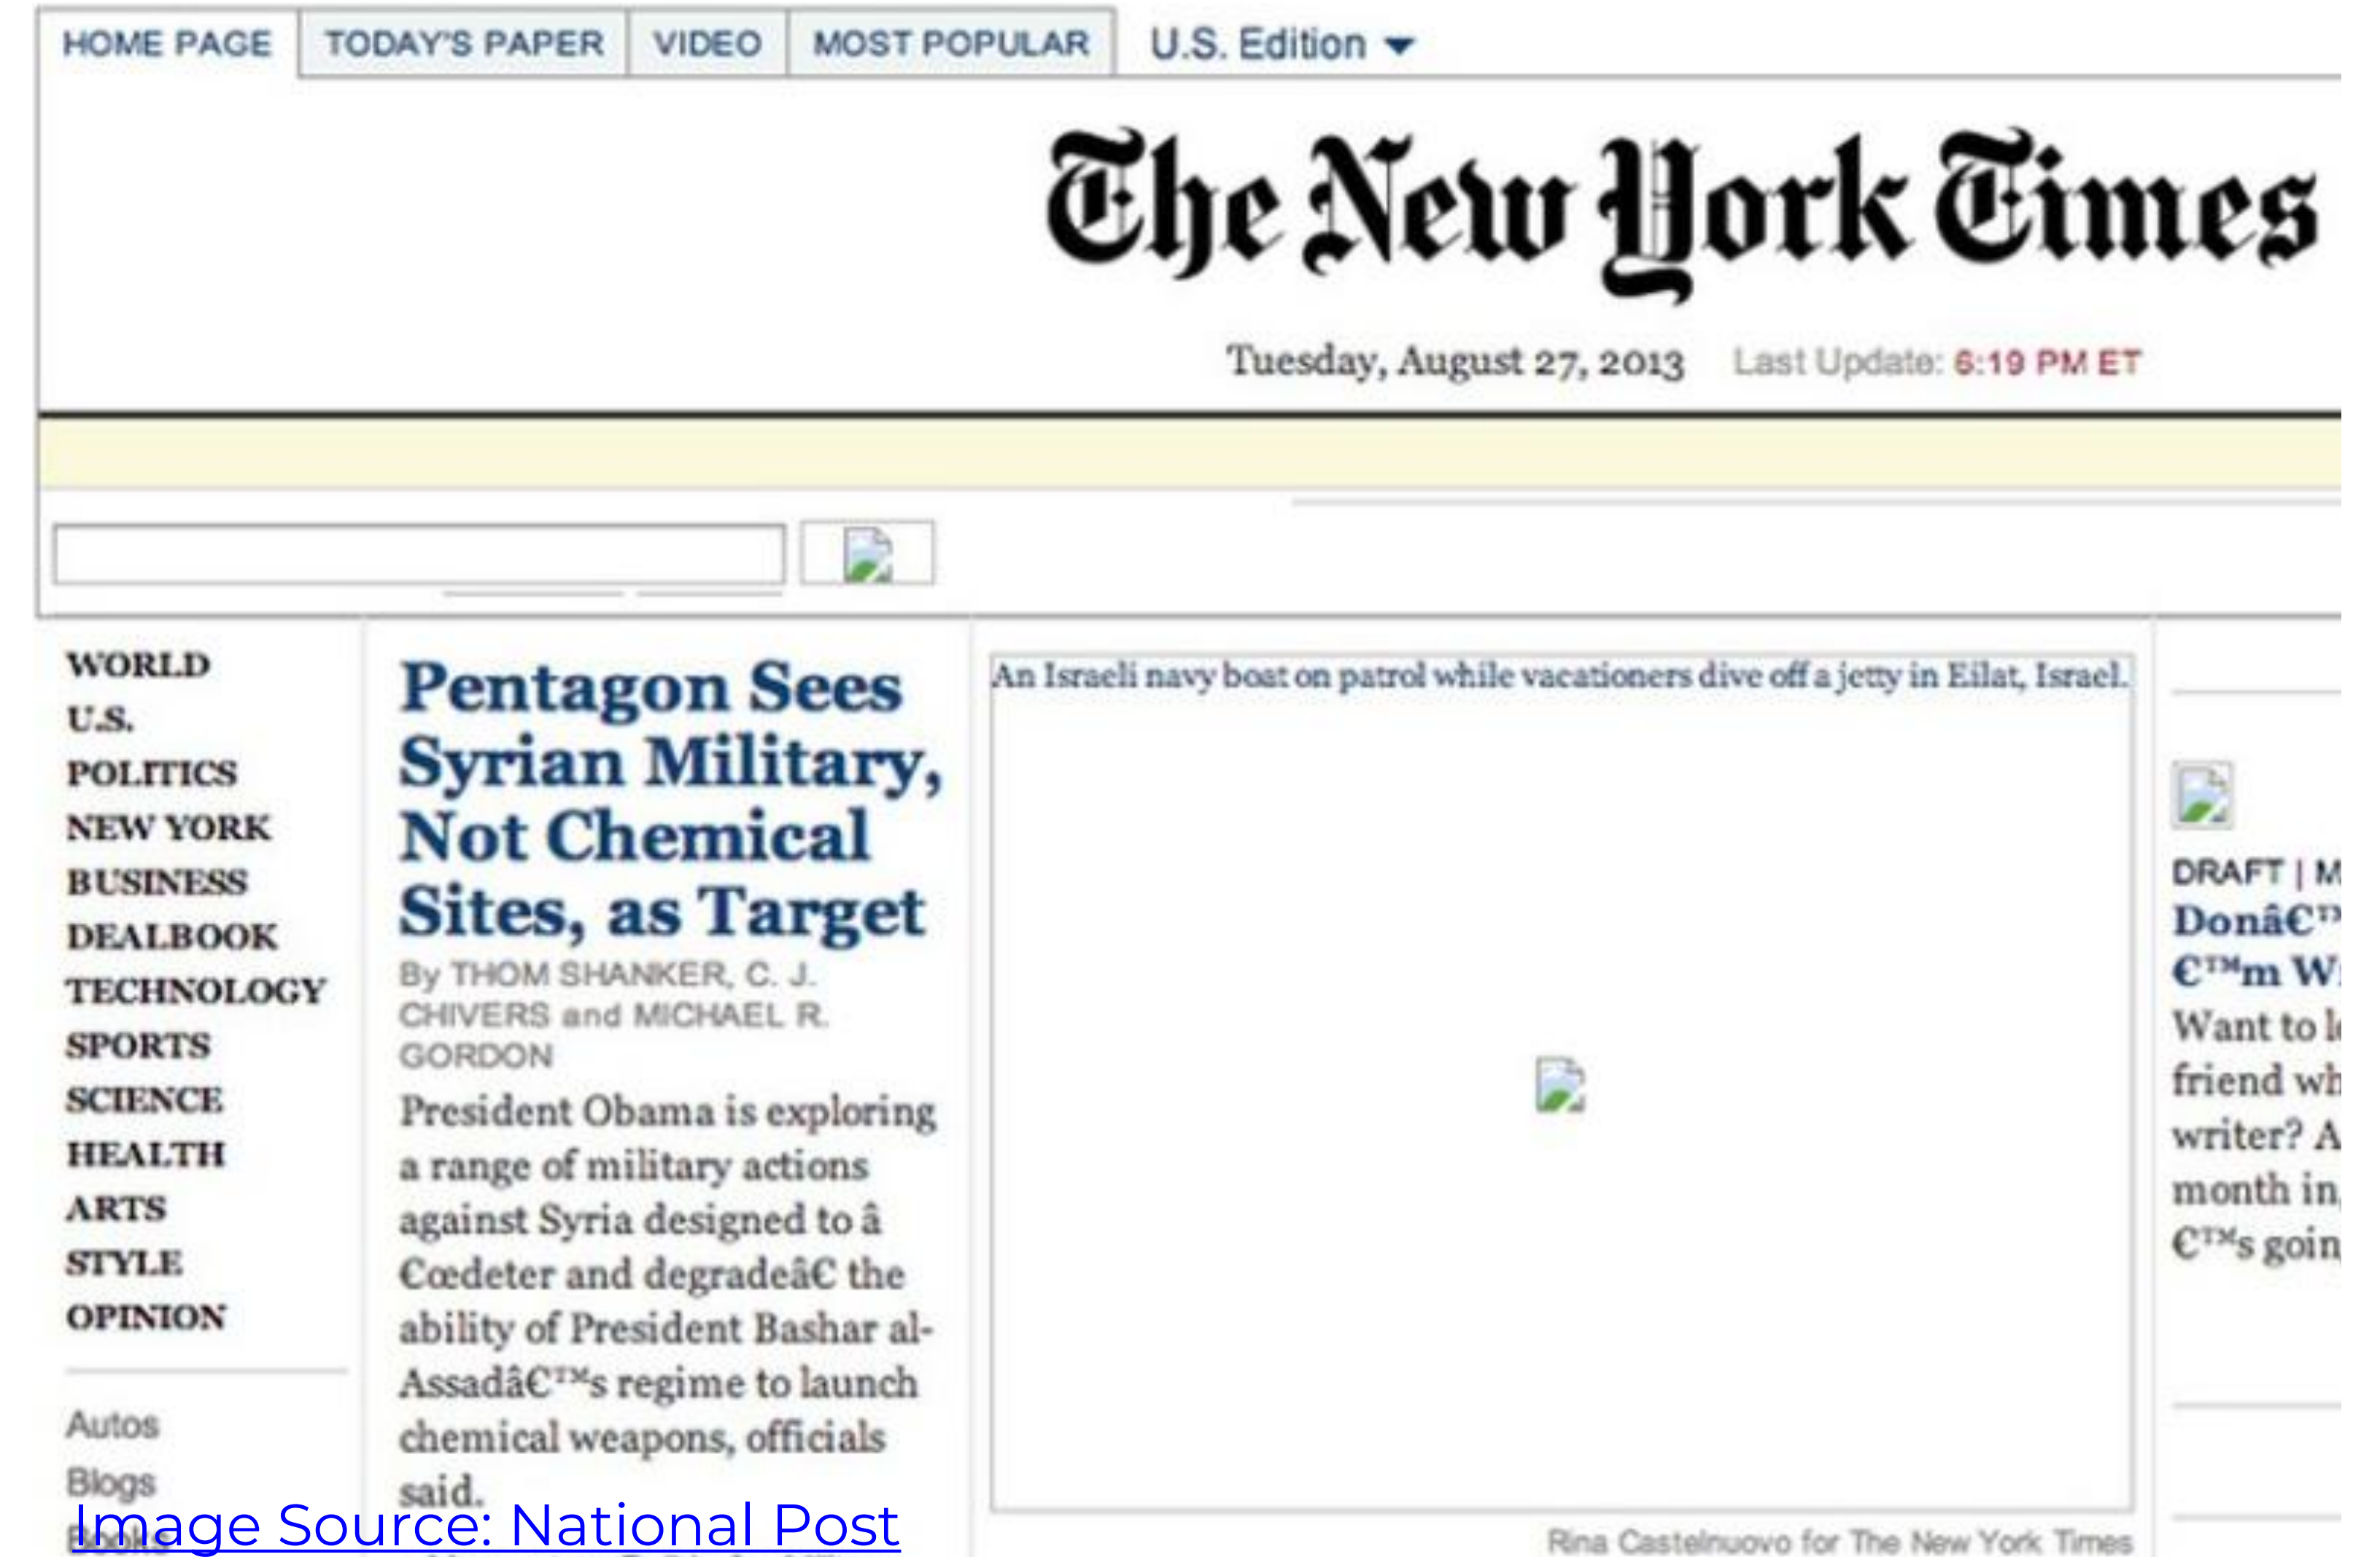 HOME PAGE TODAY'S PAPER VIDEO MOST POPULAR U.S. Edition
The New York Times
Tuesday, August 27, 2013 Last Update: 6:19 PM ET
WORLD
U.S.
POLITICS
NEW YORK
BUSINESS
DEALBOOK
TECHNOLOGY
SPORTS
SCIENCE
HEALTH
ARTS
STYLE
OPINION
Autos
Blogs
Books
Pentagon Sees
Syrian Military,
Not Chemical
Sites, as Target
By THOM SHANKER, C. J.
CHIVERS and MICHAEL R.
GORDON
President Obama is exploring
a range of military actions
against Syria designed to â
€œdeter and degradeâ€ the
ability of President Bashar al-
Assadâ€™s regime to launch
chemical weapons, officials
said.
An Israeli navy boat on patrol while vacationers dive off a jetty in Eilat, Israel.
Rina Castelnuovo for The New York Times
DRAFT | M
Donâ€™
€™m W
Want to l
friend wh
writer? A
month in
€™s goin
Image Source: National Post